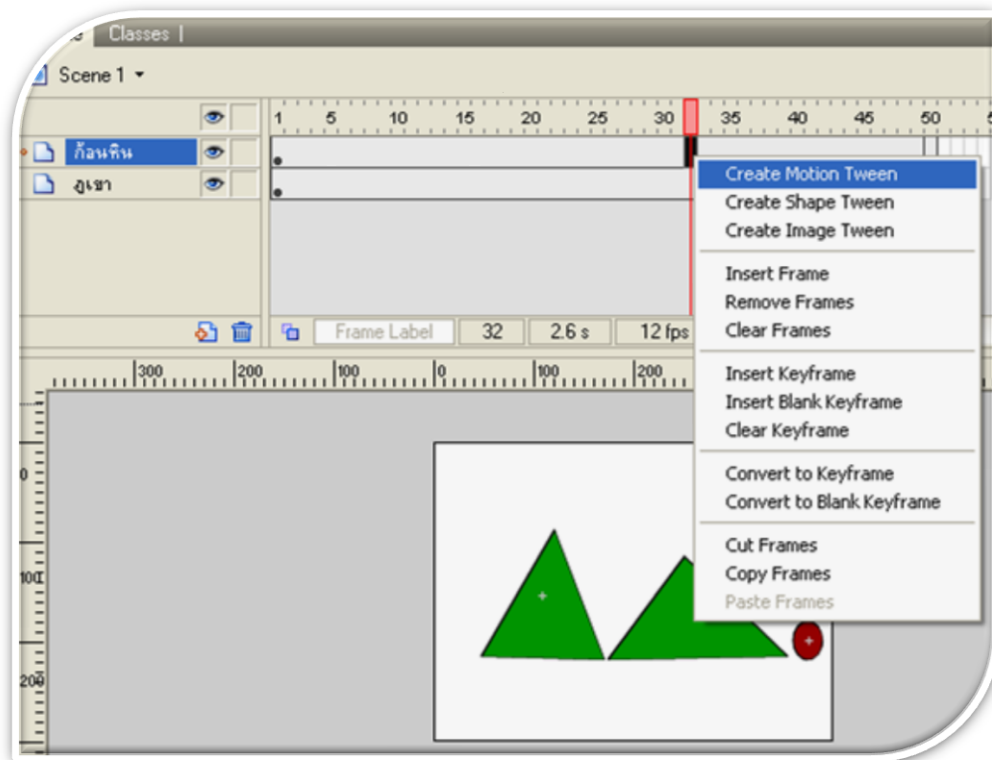 Classes
Scene 1
1 5 10 15 20 25 30 35 40 45 50
ก้อนหิน
ภูเขา
Frame Label 32 2.6 s 12 fps
Create Motion Tween
Create Shape Tween
Create Image Tween
Insert Frame
Remove Frames
Clear Frames
Insert Keyframe
Insert Blank Keyframe
Clear Keyframe
Convert to Keyframe
Convert to Blank Keyframe
Cut Frames
Copy Frames
Paste Frames
300 200 100 0 100 200
0
100
200